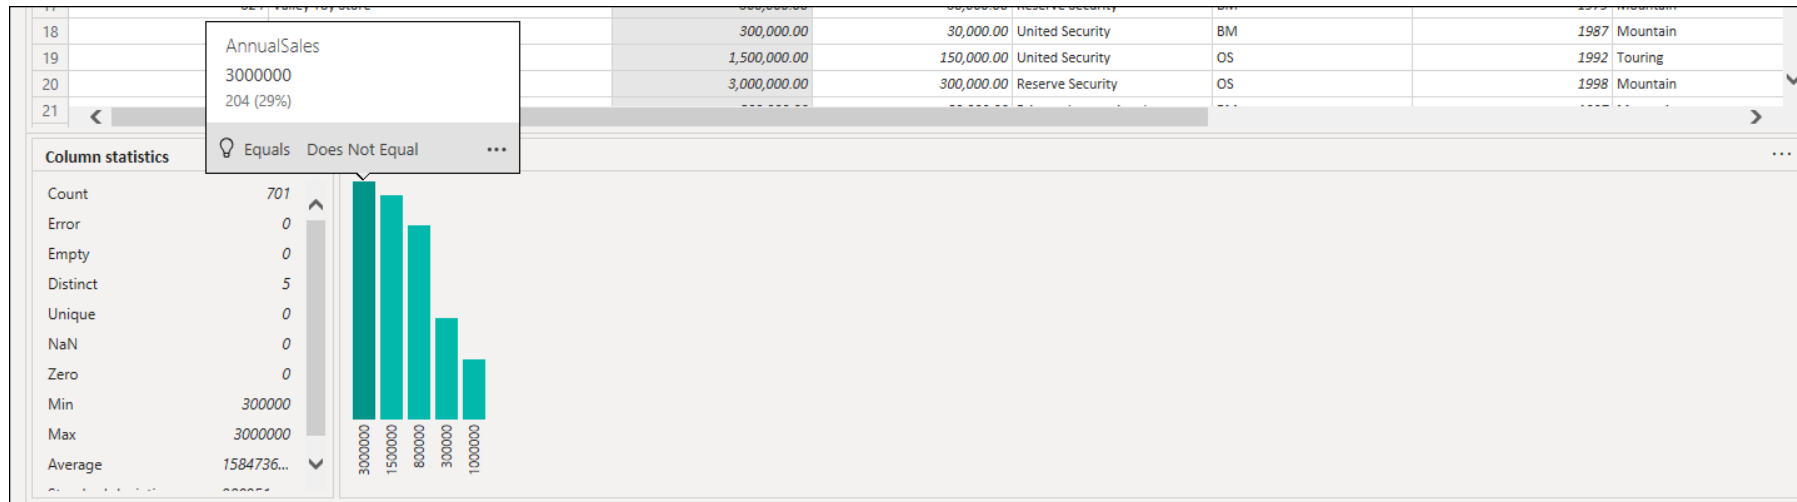 18 300,000.00 30,000.00 United Security BM 1987 Mountain
19 1,500,000.00 150,000.00 United Security OS 1992 Touring
20 3,000,000.00 300,000.00 Reserve Security OS 1998 Mountain
21
AnnualSales
3000000
204 (29%)
Equals Does Not Equal ...
Column statistics ...
Count 701
Error 0
Empty 0
Distinct 5
Unique 0
NaN 0
Zero 0
Min 300000
Max 3000000
Average 1584736...
3000000
1500000
800000
300000
1000000